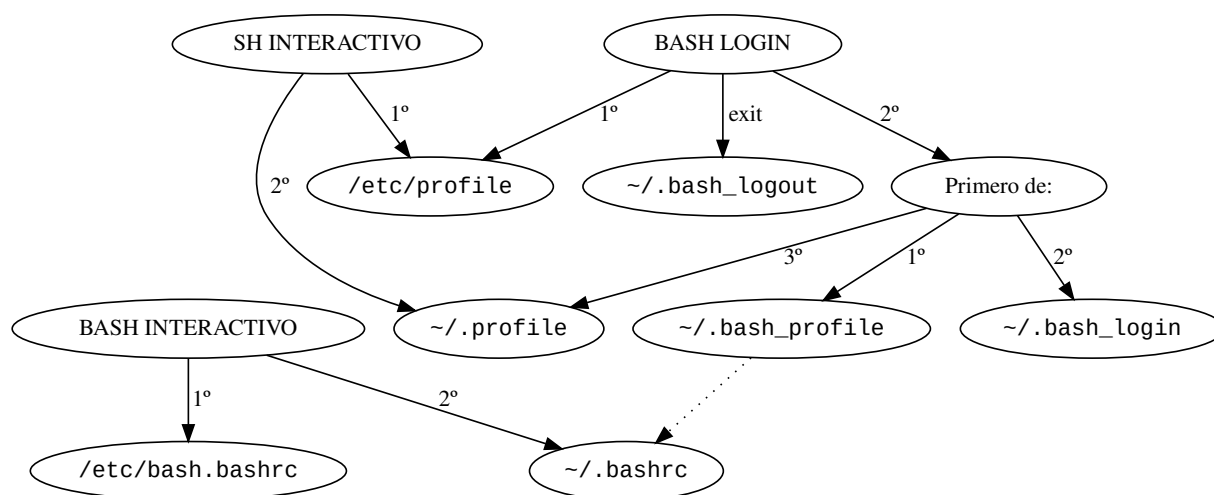 SH INTERACTIVO
BASH LOGIN
1º
1º
exit
2º
2º
/etc/profile
~/.bash_logout
Primero de:
3º
1º
2º
BASH INTERACTIVO
~/.profile
~/.bash_profile
~/.bash_login
1º
2º
/etc/bash.bashrc
~/.bashrc